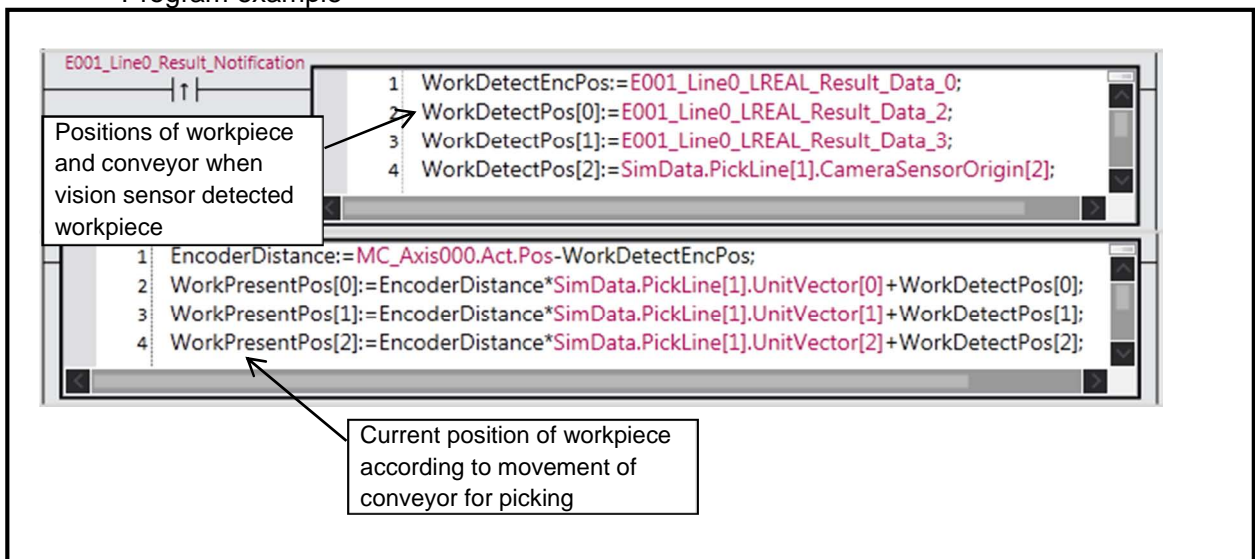 Program example
E001_Line0_Result_Notification
1 WorkDetectEncPos:=E001_Line0_LREAL_Result_Data_0;
2 WorkDetectPos[0]:=E001_Line0_LREAL_Result_Data_2;
3 WorkDetectPos[1]:=E001_Line0_LREAL_Result_Data_3;
4 WorkDetectPos[2]:=SimData.PickLine[1].CameraSensorOrigin[2];
Positions of workpiece
and conveyor when
vision sensor detected
workpiece
1 EncoderDistance:=MC_Axis000.Act.Pos-WorkDetectEncPos;
2 WorkPresentPos[0]:=EncoderDistance*SimData.PickLine[1].UnitVector[0]+WorkDetectPos[0];
3 WorkPresentPos[1]:=EncoderDistance*SimData.PickLine[1].UnitVector[1]+WorkDetectPos[1];
4 WorkPresentPos[2]:=EncoderDistance*SimData.PickLine[1].UnitVector[2]+WorkDetectPos[2];
Current position of workpiece
according to movement of
conveyor for picking